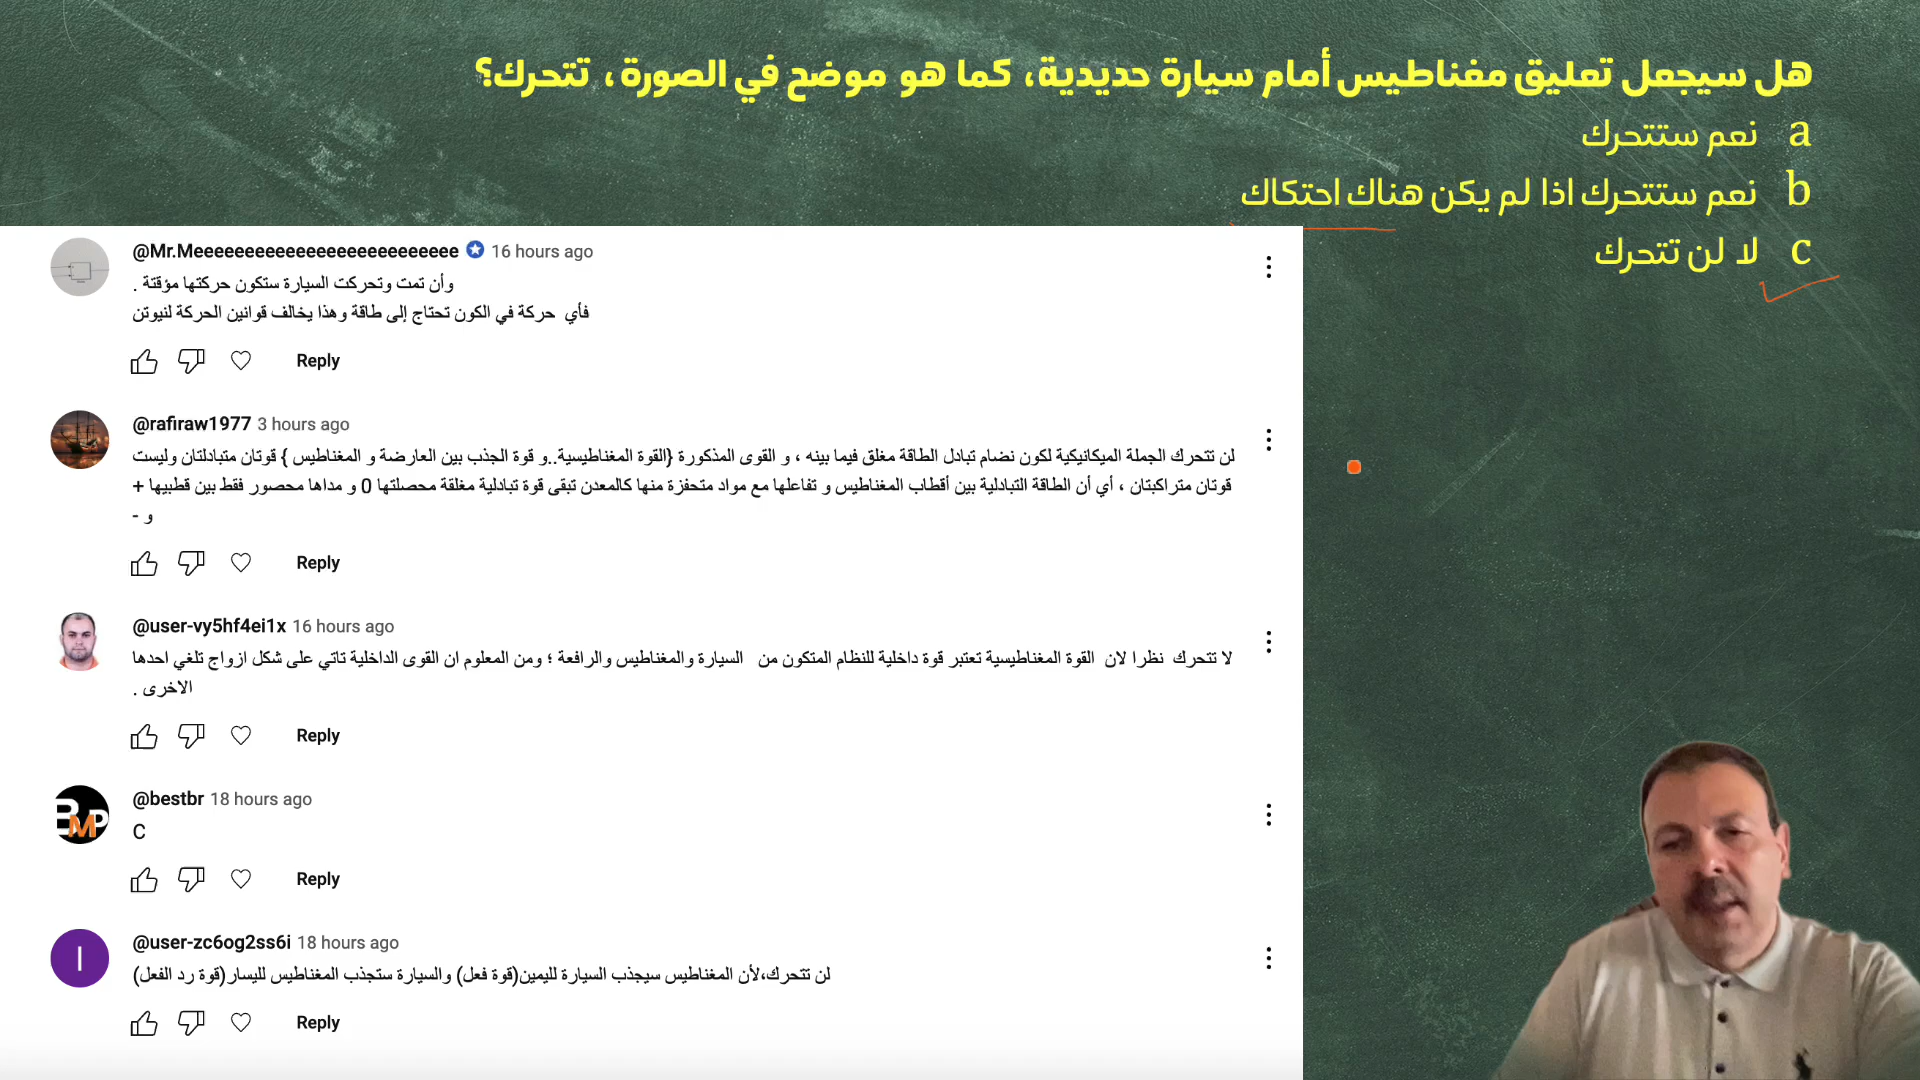 هل سيجعل تعليق مغناطيس أمام سيارة حديدية، كما هو موضح في الصورة ، تتحرك؟
a نعم ستتحرك
b نعم ستتحرك اذا لم يكن هناك احتكاك
c لا لن تتحرك
@Mr.Meeeeeeeeeeeeeeeeeeeeeeeeee 16 hours ago
وأن تمت وتحركت السيارة ستكون حركتها مؤقتة .
فأي حركة في الكون تحتاج إلى طاقة وهذا يخالف قوانين الحركة لنيوتن
Reply
@rafiraw1977 3 hours ago
لن تتحرك الجملة الميكانيكية لكون نضام تبادل الطاقة مغلق فيما بينه ، و القوى المذكورة {القوة المغناطيسية..و قوة الجذب بين العارضة و المغناطيس } قوتان متبادلتان وليست
قوتان متراكبتان ، أي أن الطاقة التبادلية بين أقطاب المغناطيس و تفاعلها مع مواد متحفزة منها كالمعدن تبقى قوة تبادلية مغلقة محصلتها 0 و مداها محصور فقط بين قطبيها +
و -
Reply
@user-vy5hf4ei1x 16 hours ago
لا تتحرك نظرا لان القوة المغناطيسية تعتبر قوة داخلية للنظام المتكون من السيارة والمغناطيس والرافعة ؛ ومن المعلوم ان القوى الداخلية تاتي على شكل ازواج تلغي احدها
الاخرى .
Reply
@bestbr 18 hours ago
C
Reply
@user-zc6og2ss6i 18 hours ago
لن تتحرك،لأن المغناطيس سيجذب السيارة لليمين(قوة فعل) والسيارة ستجذب المغناطيس لليسار(قوة رد الفعل)
Reply